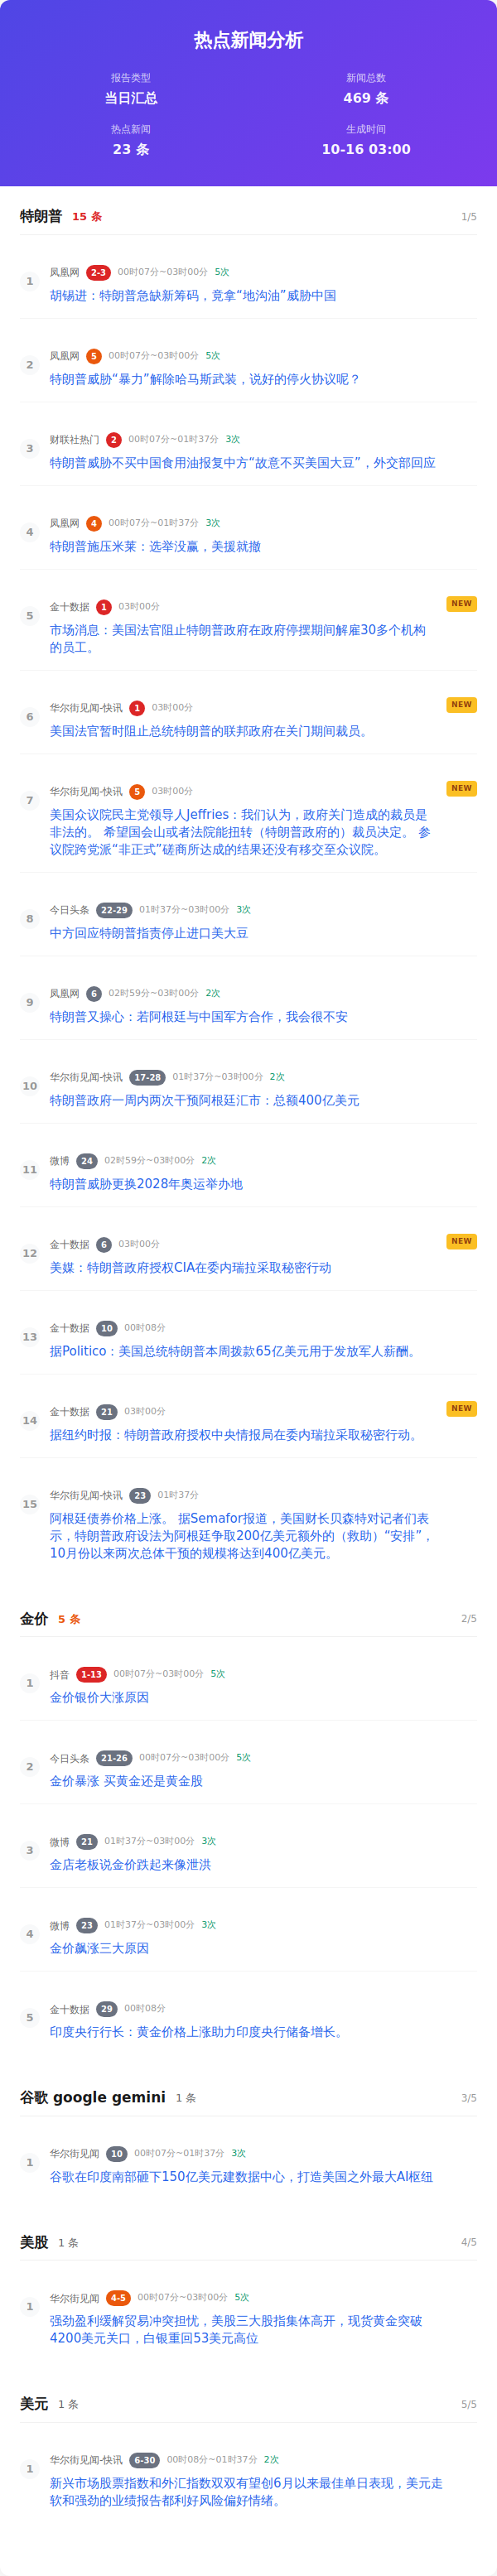 热点新闻分析
报告类型 新闻总数
当日汇总 469 条
热点新闻 生成时间
23 条 10-16 03:00
特朗普 15 条 1/5
1 凤凰网 2-3 00时07分~03时00分 5次
胡锡进：特朗普急缺新筹码，竟拿“地沟油”威胁中国
2 凤凰网 5 00时07分~03时00分 5次
特朗普威胁“暴力”解除哈马斯武装，说好的停火协议呢？
3 财联社热门 2 00时07分~01时37分 3次
特朗普威胁不买中国食用油报复中方“故意不买美国大豆”，外交部回应
4 凤凰网 4 00时07分~01时37分 3次
特朗普施压米莱：选举没赢，美援就撤
5 金十数据 1 03时00分 NEW
市场消息：美国法官阻止特朗普政府在政府停摆期间解雇30多个机构
的员工。
6 华尔街见闻-快讯 1 03时00分 NEW
美国法官暂时阻止总统特朗普的联邦政府在关门期间裁员。
7 华尔街见闻-快讯 5 03时00分 NEW
美国众议院民主党领导人Jeffries：我们认为，政府关门造成的裁员是
非法的。 希望国会山或者法院能扭转（特朗普政府的）裁员决定。 参
议院跨党派“非正式”磋商所达成的结果还没有移交至众议院。
8 今日头条 22-29 01时37分~03时00分 3次
中方回应特朗普指责停止进口美大豆
9 凤凰网 6 02时59分~03时00分 2次
特朗普又操心：若阿根廷与中国军方合作，我会很不安
10 华尔街见闻-快讯 17-28 01时37分~03时00分 2次
特朗普政府一周内两次干预阿根廷汇市：总额400亿美元
11 微博 24 02时59分~03时00分 2次
特朗普威胁更换2028年奥运举办地
12 金十数据 6 03时00分 NEW
美媒：特朗普政府授权CIA在委内瑞拉采取秘密行动
13 金十数据 10 00时08分
据Politico：美国总统特朗普本周拨款65亿美元用于发放军人薪酬。
14 金十数据 21 03时00分 NEW
据纽约时报：特朗普政府授权中央情报局在委内瑞拉采取秘密行动。
15 华尔街见闻-快讯 23 01时37分
阿根廷债券价格上涨。 据Semafor报道，美国财长贝森特对记者们表
示，特朗普政府设法为阿根廷争取200亿美元额外的（救助）“安排”，
10月份以来两次总体干预的规模将达到400亿美元。
金价 5 条 2/5
1 抖音 1-13 00时07分~03时00分 5次
金价银价大涨原因
2 今日头条 21-26 00时07分~03时00分 5次
金价暴涨 买黄金还是黄金股
3 微博 21 01时37分~03时00分 3次
金店老板说金价跌起来像泄洪
4 微博 23 01时37分~03时00分 3次
金价飙涨三大原因
5 金十数据 29 00时08分
印度央行行长：黄金价格上涨助力印度央行储备增长。
谷歌 google gemini 1 条 3/5
1 华尔街见闻 10 00时07分~01时37分 3次
谷歌在印度南部砸下150亿美元建数据中心，打造美国之外最大AI枢纽
美股 1 条 4/5
1 华尔街见闻 4-5 00时07分~03时00分 5次
强劲盈利缓解贸易冲突担忧，美股三大股指集体高开，现货黄金突破
4200美元关口，白银重回53美元高位
美元 1 条 5/5
1 华尔街见闻-快讯 6-30 00时08分~01时37分 2次
新兴市场股票指数和外汇指数双双有望创6月以来最佳单日表现，美元走
软和强劲的业绩报告都利好风险偏好情绪。